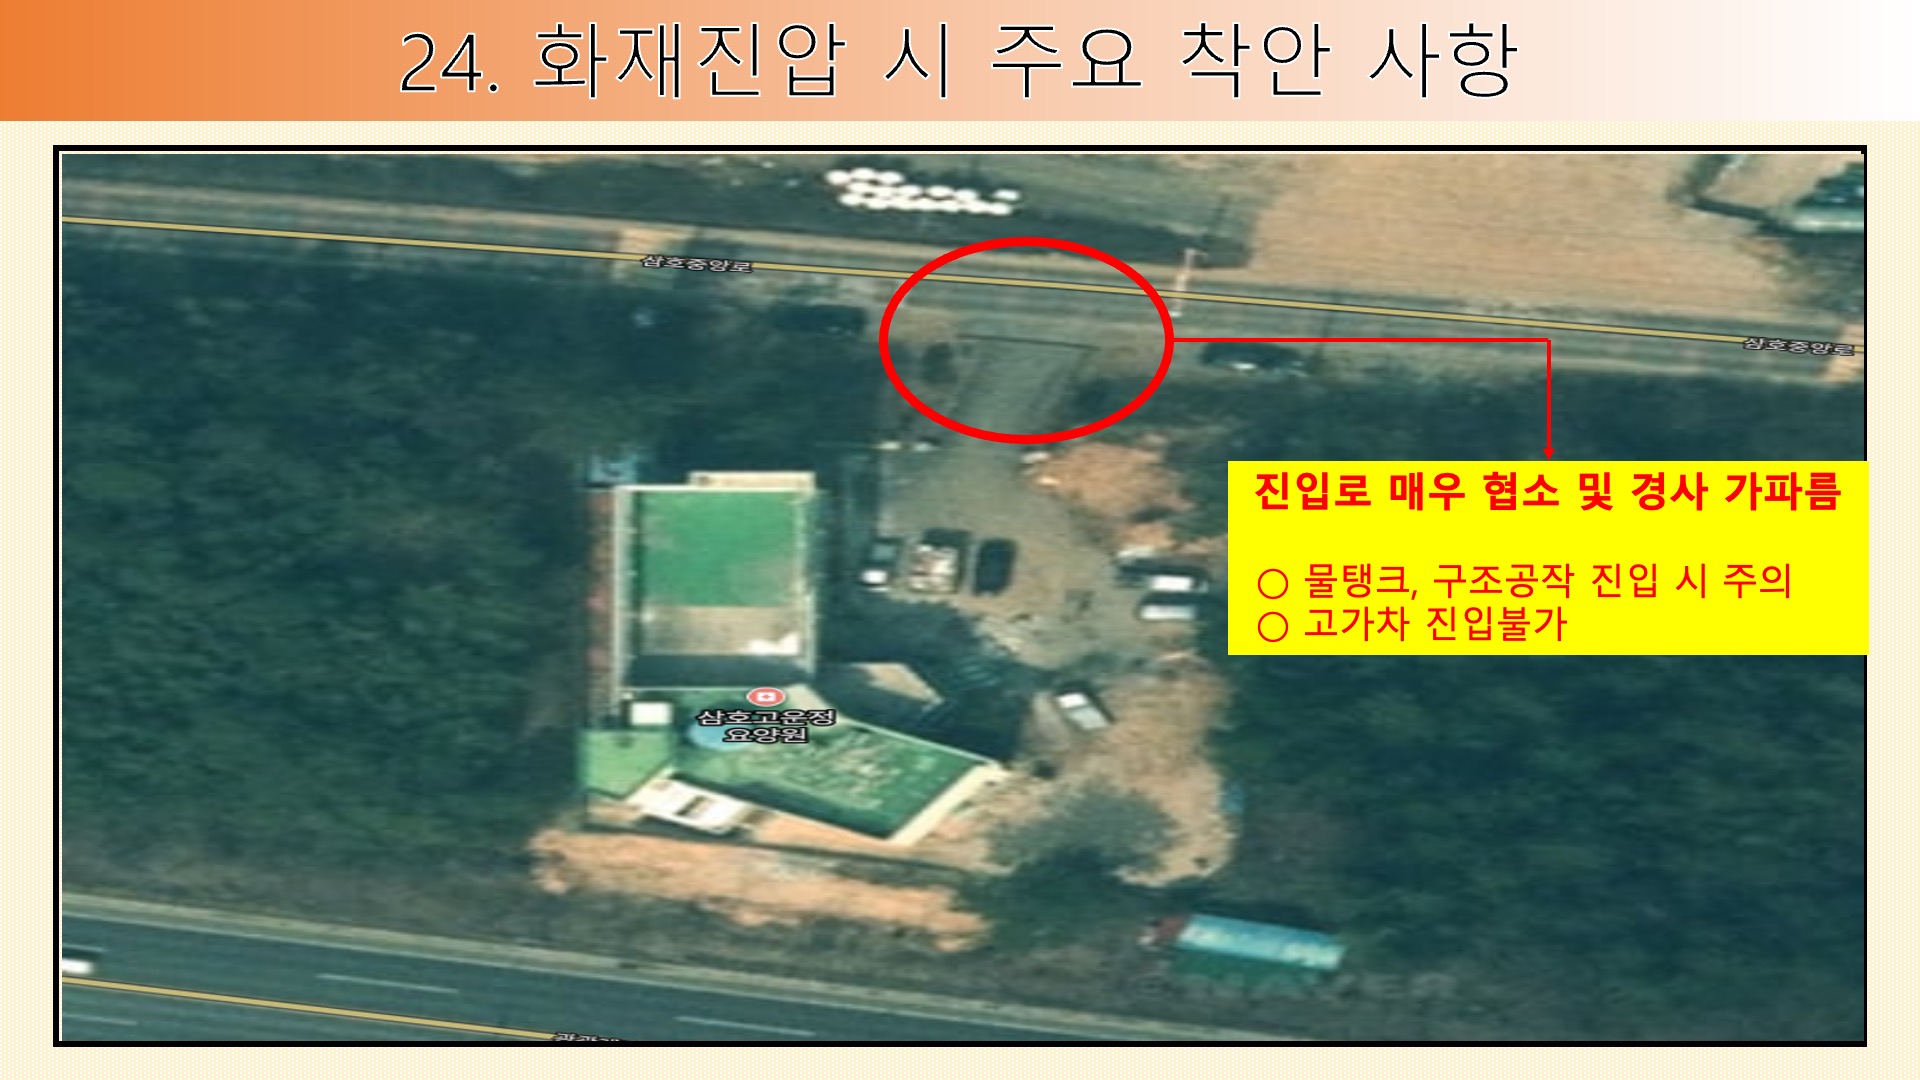 24. 화재진압 시 주요 착안 사항
삼호중앙로
삼호중앙로
진입로 매우 협소 및 경사 가파름
○ 물탱크, 구조공작 진입 시 주의
○ 고가차 진입불가
삼호고운정
요양원
NAVER